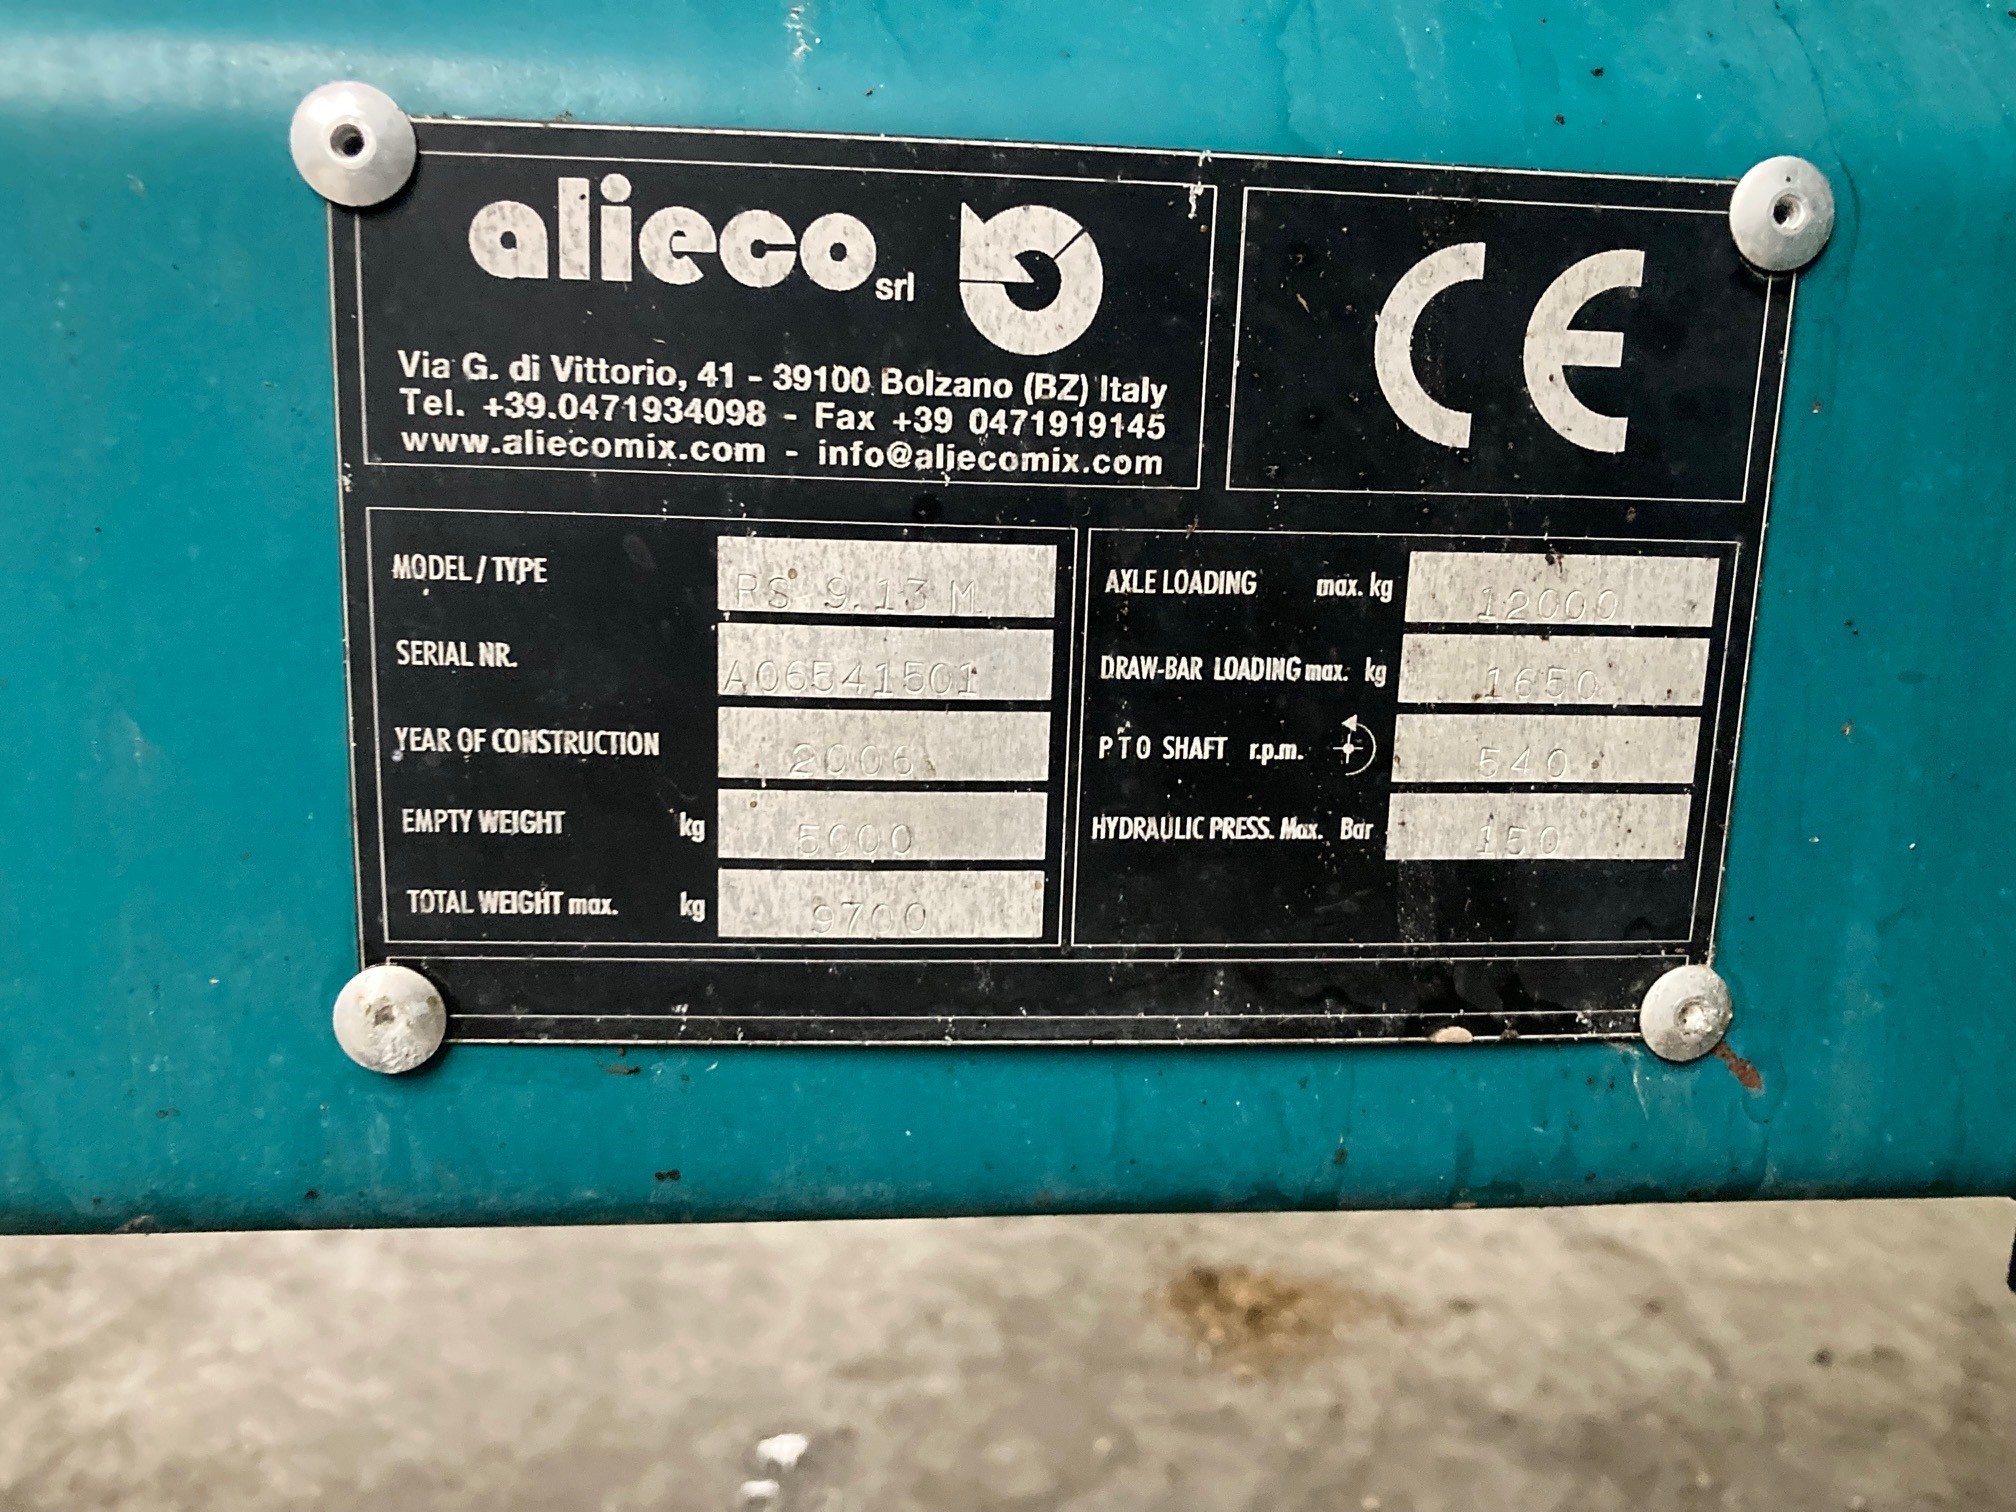 alieco srl
CE
Via G. di Vittorio, 41 - 39100 Bolzano (BZ) Italy
Tel. +39.0471934098 - Fax +39 0471919145
www.aliecomix.com - info@aliecomix.com
MODEL / TYPE RS 9.13 M
SERIAL NR. A06541501
YEAR OF CONSTRUCTION 2006
EMPTY WEIGHT kg 5000
TOTAL WEIGHT max. kg 9700
AXLE LOADING max. kg 12000
DRAW-BAR LOADING max. kg 1650
P T O SHAFT r.p.m. 540
HYDRAULIC PRESS. Max. Bar 150